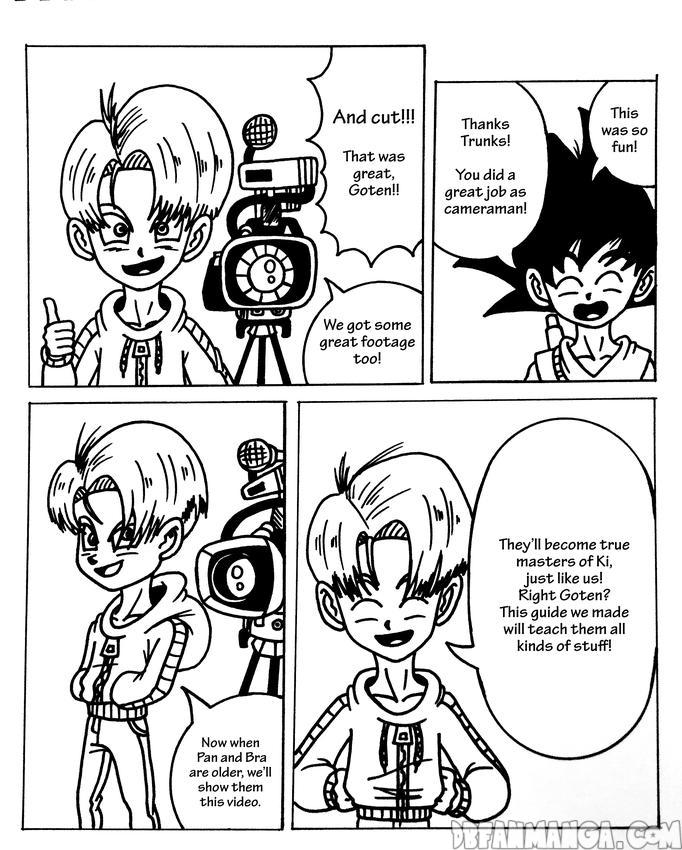 And cut!!!
That was
great,
Goten!!
We got some
great footage
too!
This
was so
fun!
Thanks
Trunks!
You did a
great job as
cameraman!
Now when
Pan and Bra
are older, we'll
show them
this video.
They'll become true
masters of Ki,
just like us!
Right Goten?
This guide we made
will teach them all
kinds of stuff!
DBFANMANGA.COM